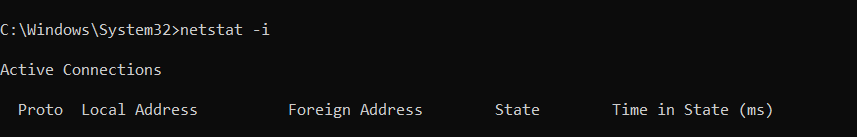 C:\Windows\System32>netstat -i
Active Connections
Proto  Local Address          Foreign Address        State        Time in State (ms)